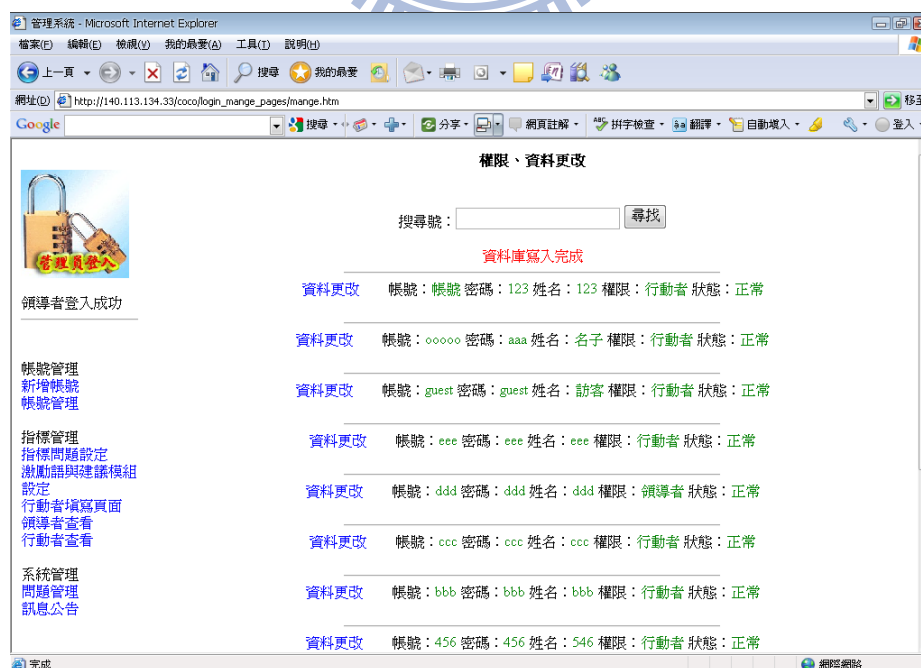 管理系統 - Microsoft Internet Explorer
檔案(F) 編輯(E) 檢視(V) 我的最愛(A) 工具(T) 說明(H)
上一頁 搜尋 我的最愛
網址(D) http://140.113.134.33/coco/login_mange_pages/mange.htm 移至
Google 搜尋 分享 網頁註解 拼字檢查 翻譯 自動填入 登入
權限、資料更改
搜尋號： 尋找
資料庫寫入完成
管理員登入
領導者登入成功
帳號管理
新增帳號
帳號管理
指標管理
指標問題設定
激勵語與建議模組
設定
行動者填寫頁面
領導者查看
行動者查看
系統管理
問題管理
訊息公告
資料更改 帳號：帳號 密碼：123 姓名：123 權限：行動者 狀態：正常
資料更改 帳號：ooooo 密碼：aaa 姓名：名子 權限：行動者 狀態：正常
資料更改 帳號：guest 密碼：guest 姓名：訪客 權限：行動者 狀態：正常
資料更改 帳號：eee 密碼：eee 姓名：eee 權限：行動者 狀態：正常
資料更改 帳號：ddd 密碼：ddd 姓名：ddd 權限：領導者 狀態：正常
資料更改 帳號：ccc 密碼：ccc 姓名：ccc 權限：行動者 狀態：正常
資料更改 帳號：bbb 密碼：bbb 姓名：bbb 權限：行動者 狀態：正常
資料更改 帳號：456 密碼：456 姓名：546 權限：行動者 狀態：正常
完成 網際網路